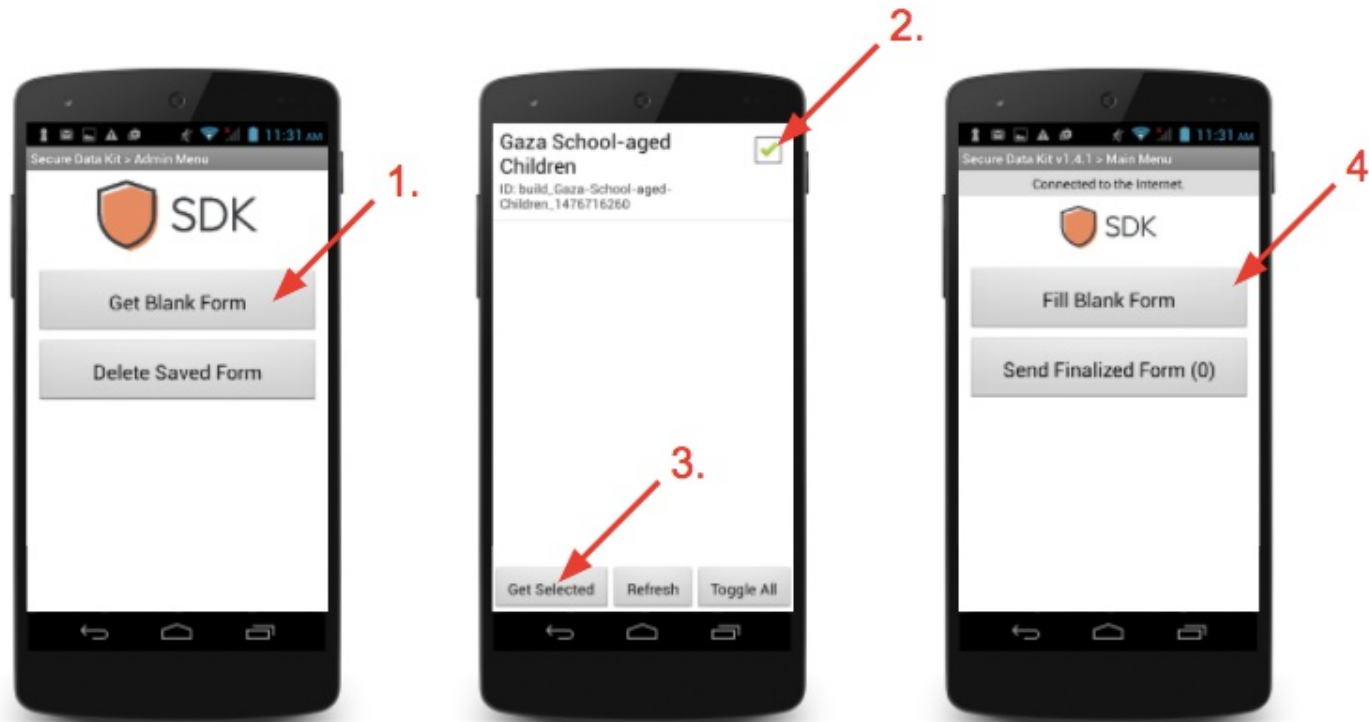 11:31 AM
Secure Data Kit > Admin Menu
SDK
Get Blank Form
Delete Saved Form
1.
Gaza School-aged
Children
ID: build_Gaza-School-aged-
Children_1476716260
Get Selected
Refresh
Toggle All
2.
3.
11:31 AM
Secure Data Kit v1.4.1 > Main Menu
Connected to the Internet.
SDK
Fill Blank Form
Send Finalized Form (0)
4